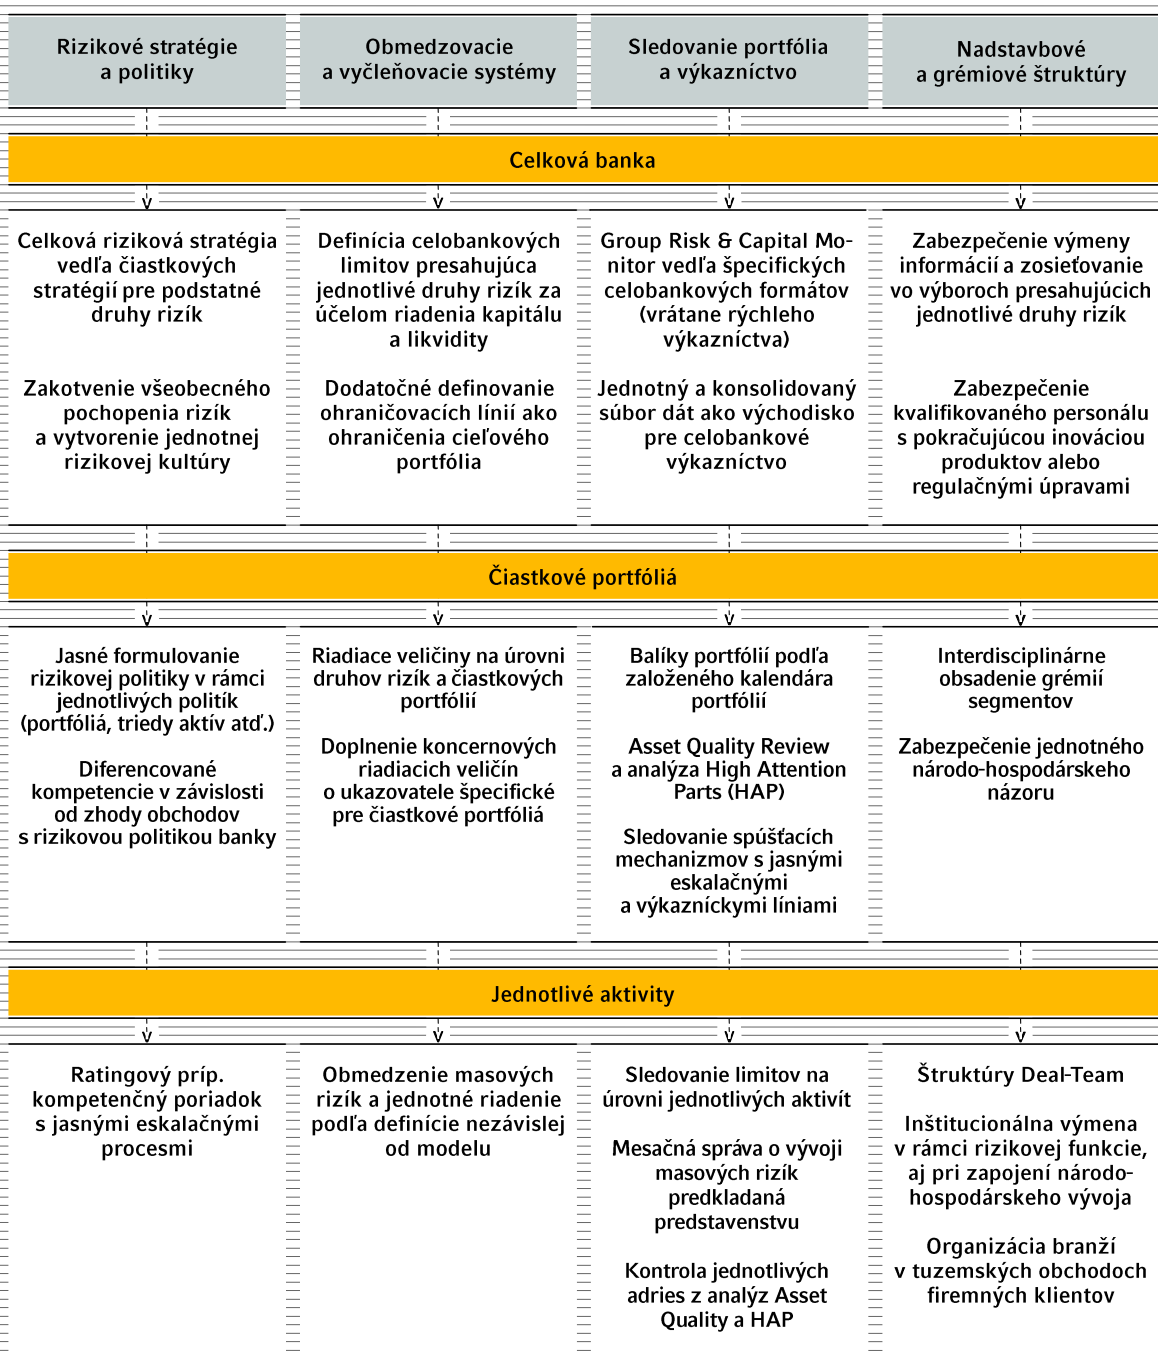 Rizikové stratégie
a politiky
Obmedzovacie
a vyčleňovacie systémy
Sledovanie portfólia
a výkazníctvo
Nadstavbové
a grémiové štruktúry
Celková banka
Celková riziková stratégia
vedľa čiastkových
stratégií pre podstatné
druhy rizík
Zakotvenie všeobecného
pochopenia rizík
a vytvorenie jednotnej
rizikovej kultúry
Definícia celobankových
limitov presahujúca
jednotlivé druhy rizík za
účelom riadenia kapitálu
a likvidity
Dodatočné definovanie
ohraničovacích línií ako
ohraničenia cieľového
portfólia
Group Risk & Capital Mo-
nitor vedľa špecifických
celobankových formátov
(vrátane rýchleho
výkazníctva)
Jednotný a konsolidovaný
súbor dát ako východisko
pre celobankové
výkazníctvo
Zabezpečenie výmeny
informácií a zosieťovanie
vo výboroch presahujúcich
jednotlivé druhy rizík
Zabezpečenie
kvalifikovaného personálu
s pokračujúcou inováciou
produktov alebo
regulačnými úpravami
Čiastkové portfóliá
Jasné formulovanie
rizikovej politiky v rámci
jednotlivých politík
(portfóliá, triedy aktív atď.)
Diferencované
kompetencie v závislosti
od zhody obchodov
s rizikovou politikou banky
Riadiace veličiny na úrovni
druhov rizík a čiastkových
portfólií
Doplnenie koncernových
riadiacich veličín
o ukazovatele špecifické
pre čiastkové portfóliá
Balíky portfólií podľa
založeného kalendára
portfólií
Asset Quality Review
a analýza High Attention
Parts (HAP)
Sledovanie spúšťacích
mechanizmov s jasnými
eskalačnými
a výkazníckymi líniami
Interdisciplinárne
obsadenie grémií
segmentov
Zabezpečenie jednotného
národo-hospodárskeho
názoru
Jednotlivé aktivity
Ratingový príp.
kompetenčný poriadok
s jasnými eskalačnými
procesmi
Obmedzenie masových
rizík a jednotné riadenie
podľa definície nezávislej
od modelu
Sledovanie limitov na
úrovni jednotlivých aktivít
Mesačná správa o vývoji
masových rizík
predkladaná
predstavenstvu
Kontrola jednotlivých
adries z analýz Asset
Quality a HAP
Štruktúry Deal-Team
Inštitucionálna výmena
v rámci rizikovej funkcie,
aj pri zapojení národo-
hospodárskeho vývoja
Organizácia branží
v tuzemských obchodoch
firemných klientov